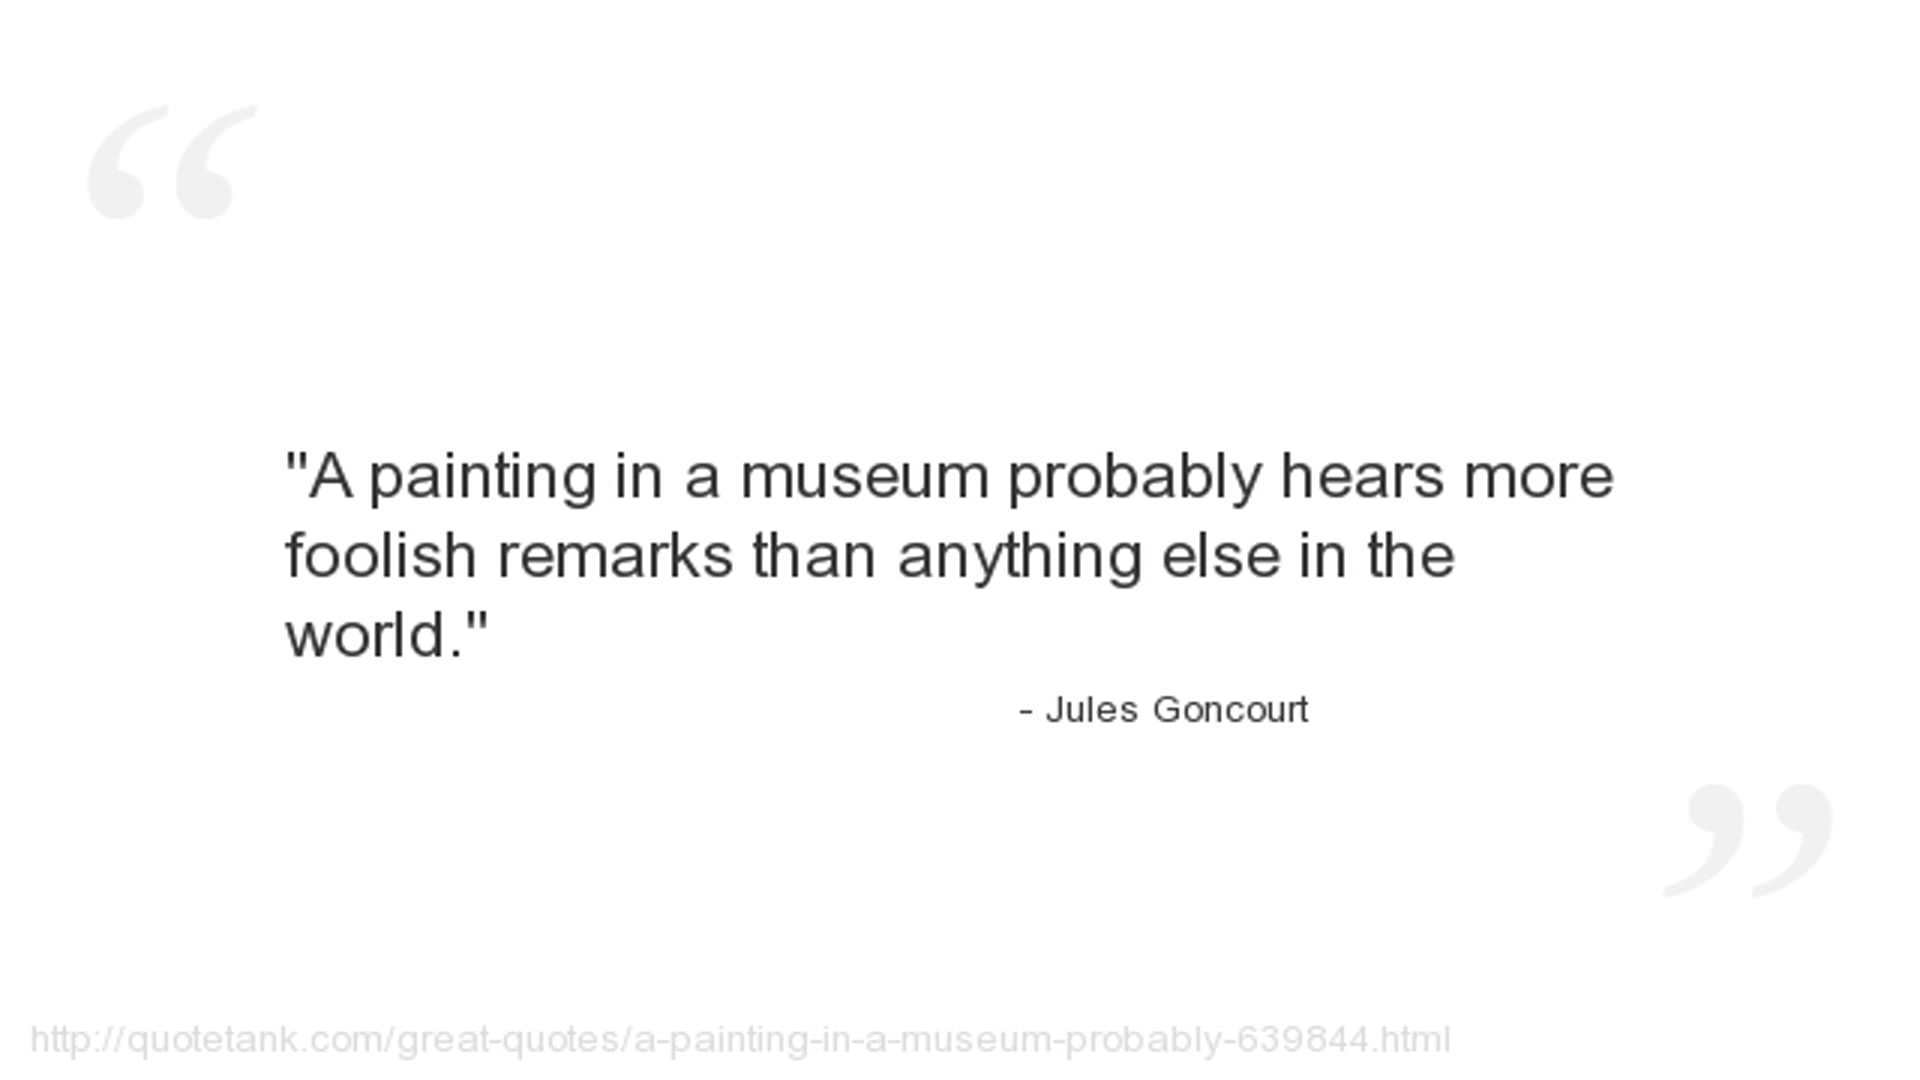 "A painting in a museum probably hears more
foolish remarks than anything else in the
world."
- Jules Goncourt
http://quotetank.com/great-quotes/a-painting-in-a-museum-probably-639844.html